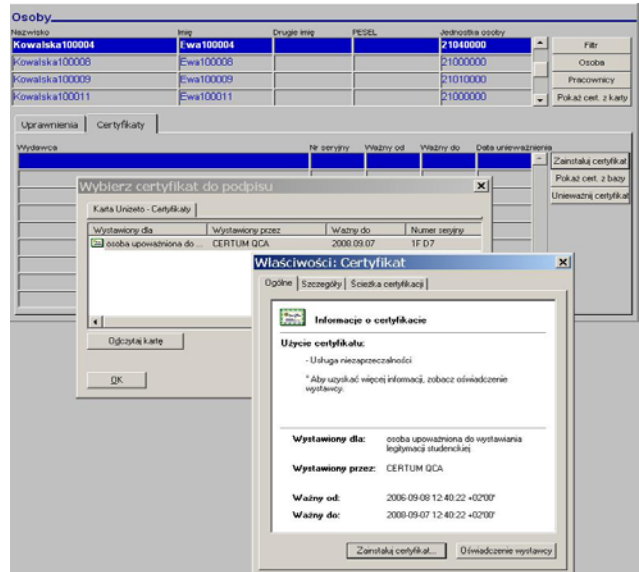 Osoby
Nazwisko Imię Drugie imię PESEL Jednostka osoby
Kowalska100004 Ewa100004 21040000 Filtr
Kowalska100008 Ewa100008 21000000 Osoba
Kowalska100009 Ewa100009 21010000 Pracownicy
Kowalska100011 Ewa100011 21000000 Pokaż cert. z karty
Uprawnienia Certyfikaty
Wydawca Nr seryjny Ważny od Ważny do Data unieważnienia
Zainstaluj certyfikat
Pokaż cert. z bazy
Unieważnij certyfikat
Wybierz certyfikat do podpisu
Karta Unizeto - Certyfikaty
Wystawiony dla Wystawiony przez Ważny do Numer seryjny
osoba upoważniona do ... CERTUM QCA 2008.09.07 1F D7
Odczytaj kartę
OK
Właściwości: Certyfikat
Ogólne Szczegóły Ścieżka certyfikacji
Informacje o certyfikacie
Użycie certyfikatu:
- Usługa niezaprzeczalności
* Aby uzyskać więcej informacji, zobacz oświadczenie
wystawcy.
Wystawiony dla: osoba upoważniona do wystawiania
legitymacji studenckiej
Wystawiony przez: CERTUM QCA
Ważny od: 2006-09-08 12:40:22 +02'00'
Ważny do: 2008-09-07 12:40:22 +02'00'
Zainstaluj certyfikat... Oświadczenie wystawcy